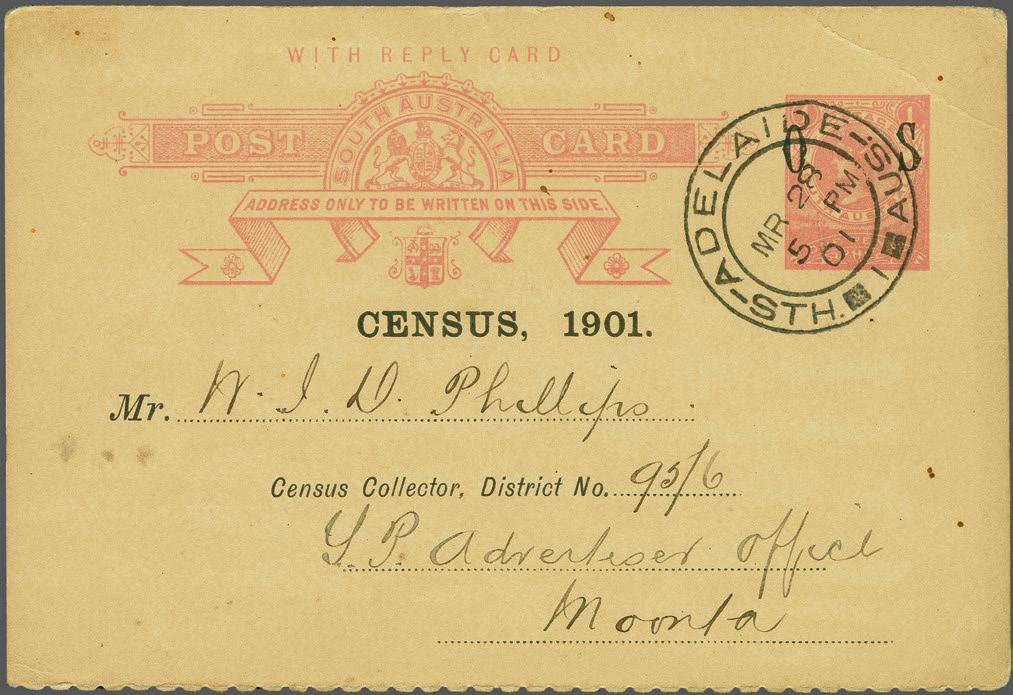 WITH REPLY CARD
SOUTH AUSTRALIA
POST CARD
ADDRESS ONLY TO BE WRITTEN ON THIS SIDE.
O S
ADELAIDE-S-AUS 1 STH.
MR 28
5 PM
01
CENSUS, 1901.
Mr. W. I. D. Phillips.
Census Collector, District No. 95/6
Y. P. Advertiser Office
Moonta